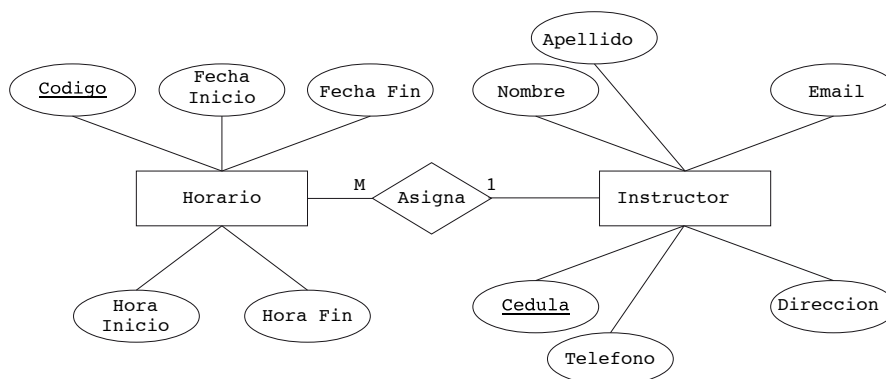 Apellido
Codigo
Fecha
Inicio
Fecha Fin
Nombre
Email
Horario
M
Asigna
1
Instructor
Hora
Inicio
Hora Fin
Cedula
Direccion
Telefono